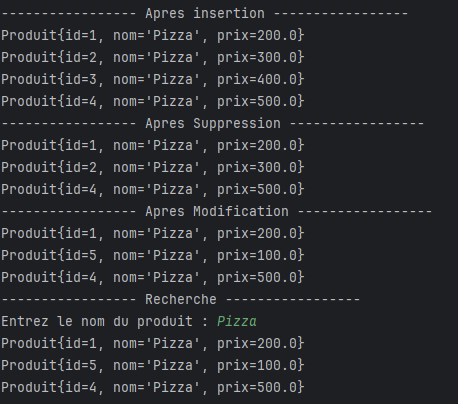 ----------------- Apres insertion -----------------
Produit{id=1, nom='Pizza', prix=200.0}
Produit{id=2, nom='Pizza', prix=300.0}
Produit{id=3, nom='Pizza', prix=400.0}
Produit{id=4, nom='Pizza', prix=500.0}
----------------- Apres Suppression -----------------
Produit{id=1, nom='Pizza', prix=200.0}
Produit{id=2, nom='Pizza', prix=300.0}
Produit{id=4, nom='Pizza', prix=500.0}
----------------- Apres Modification -----------------
Produit{id=1, nom='Pizza', prix=200.0}
Produit{id=5, nom='Pizza', prix=100.0}
Produit{id=4, nom='Pizza', prix=500.0}
----------------- Recherche -----------------
Entrez le nom du produit : Pizza
Produit{id=1, nom='Pizza', prix=200.0}
Produit{id=5, nom='Pizza', prix=100.0}
Produit{id=4, nom='Pizza', prix=500.0}